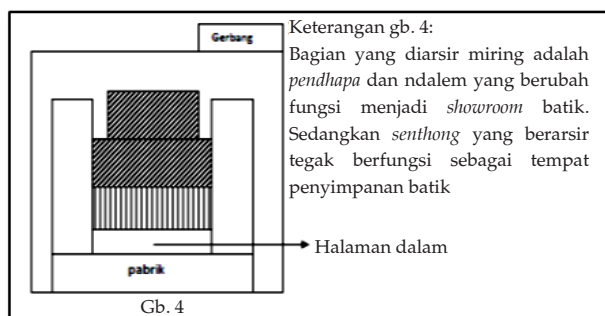 Gerbang
Keterangan gb. 4:
Bagian yang diarsir miring adalah
pendhapa dan ndalem yang berubah
fungsi menjadi showroom batik.
Sedangkan senthong yang berarsir
tegak berfungsi sebagai tempat
penyimpanan batik
Halaman dalam
pabrik
Gb. 4